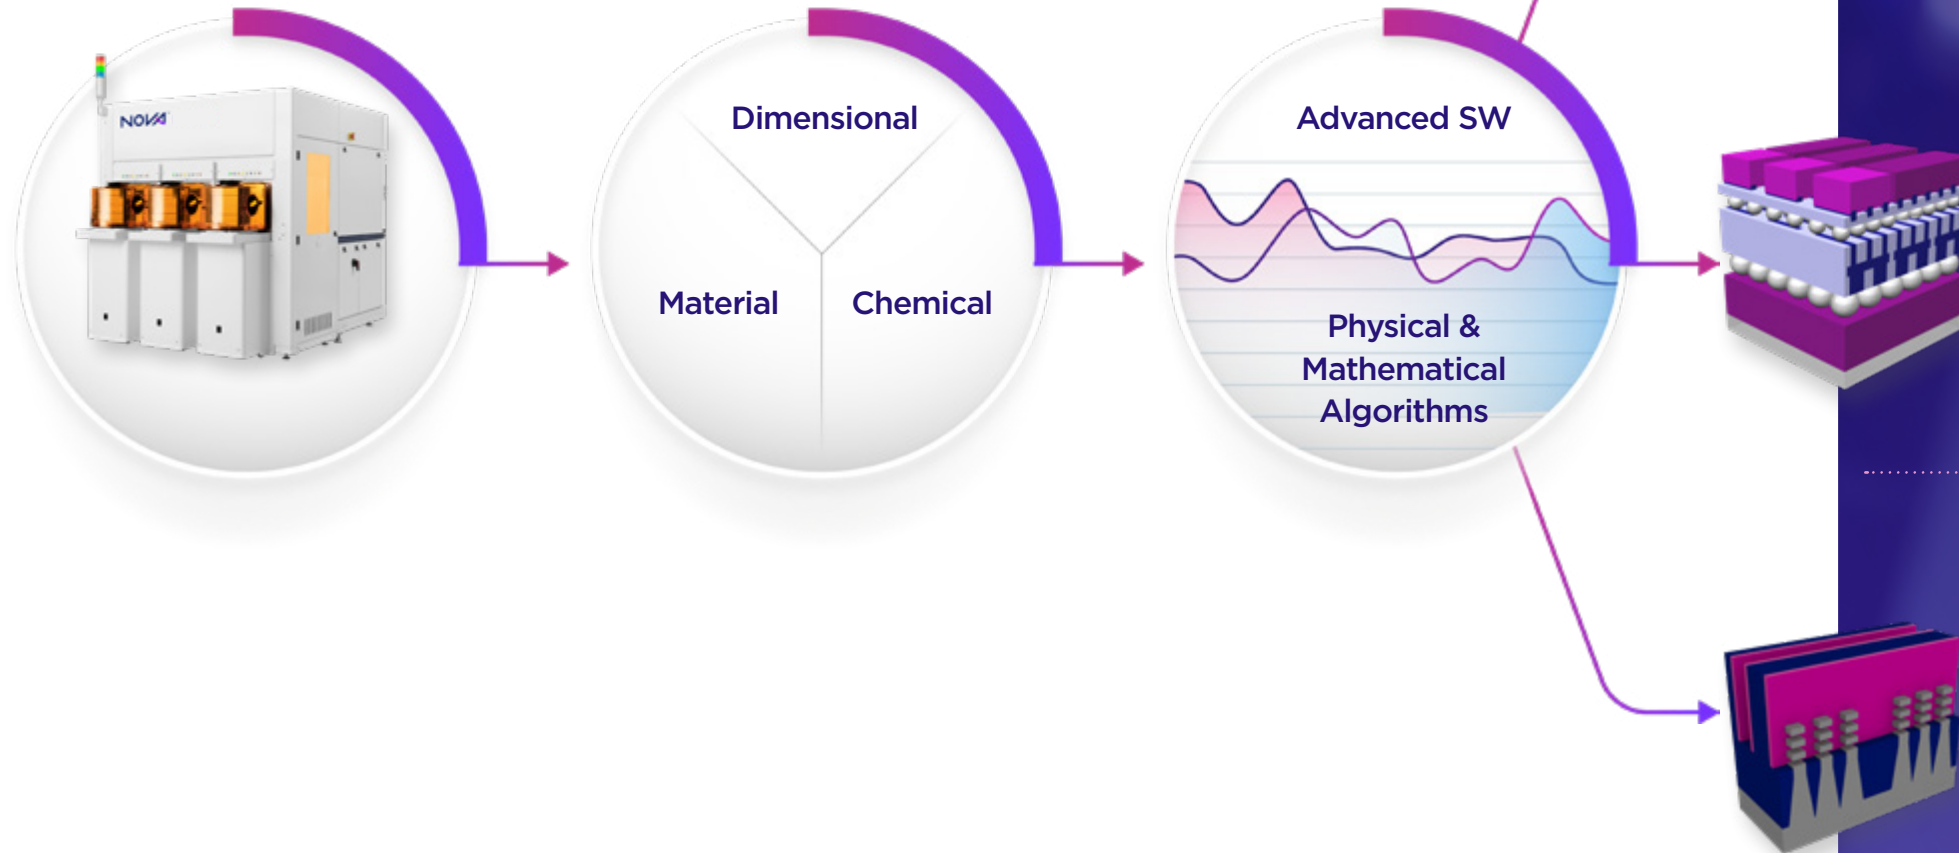 NOVA
Dimensional
Material
Chemical
Advanced SW
Physical &
Mathematical
Algorithms